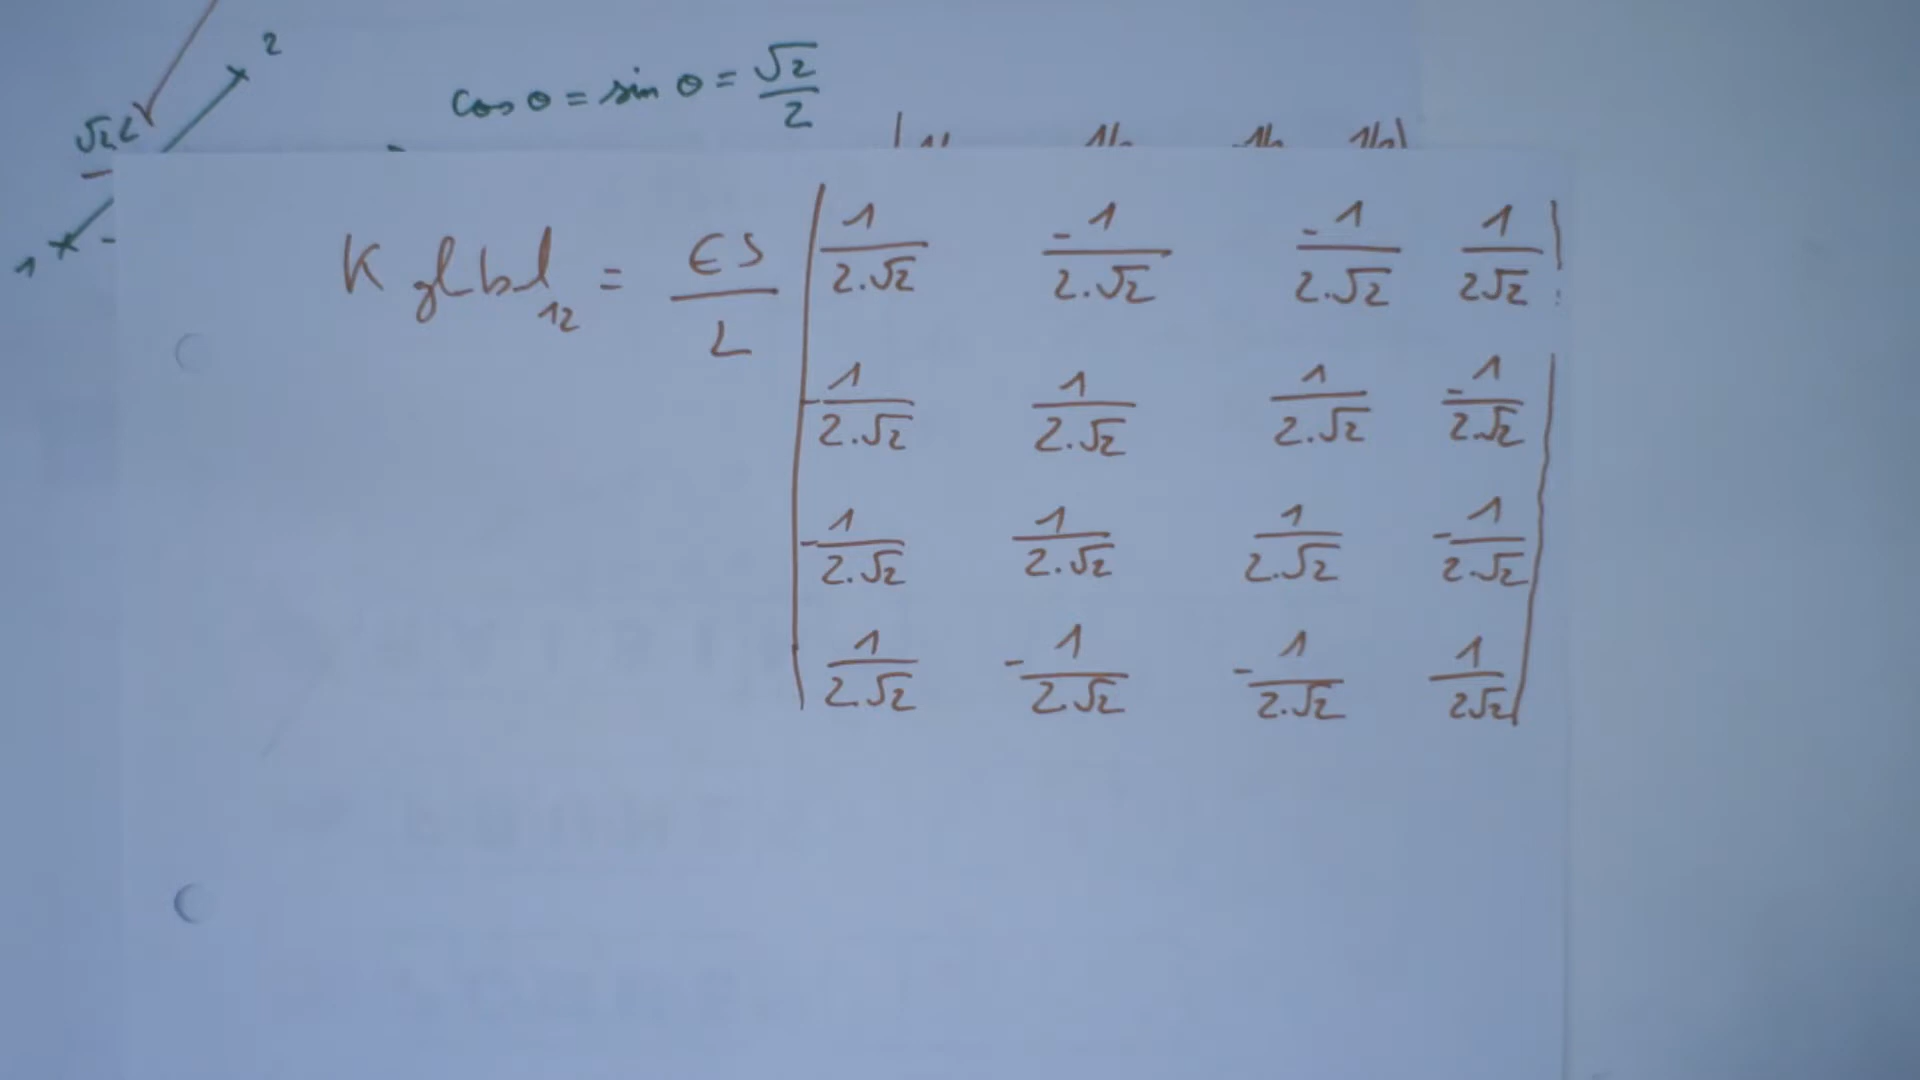 2
cos θ = sin θ = √2/2
√2L
1
K glbl₁₂ = ES/L | 1/(2.√2) -1/(2.√2) -1/(2.√2) 1/(2√2) |
-1/(2.√2) 1/(2.√2) 1/(2.√2) -1/(2.√2)
-1/(2.√2) 1/(2.√2) 1/(2.√2) -1/(2.√2)
1/(2.√2) -1/(2.√2) -1/(2.√2) 1/(2√2)